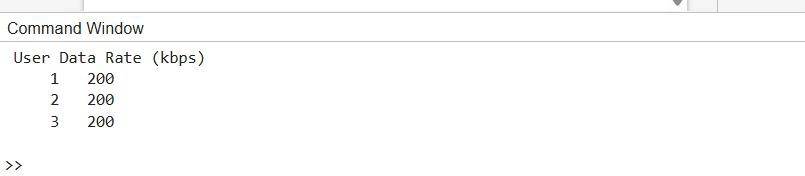 Command Window
User Data Rate (kbps)
1 200
2 200
3 200
>>